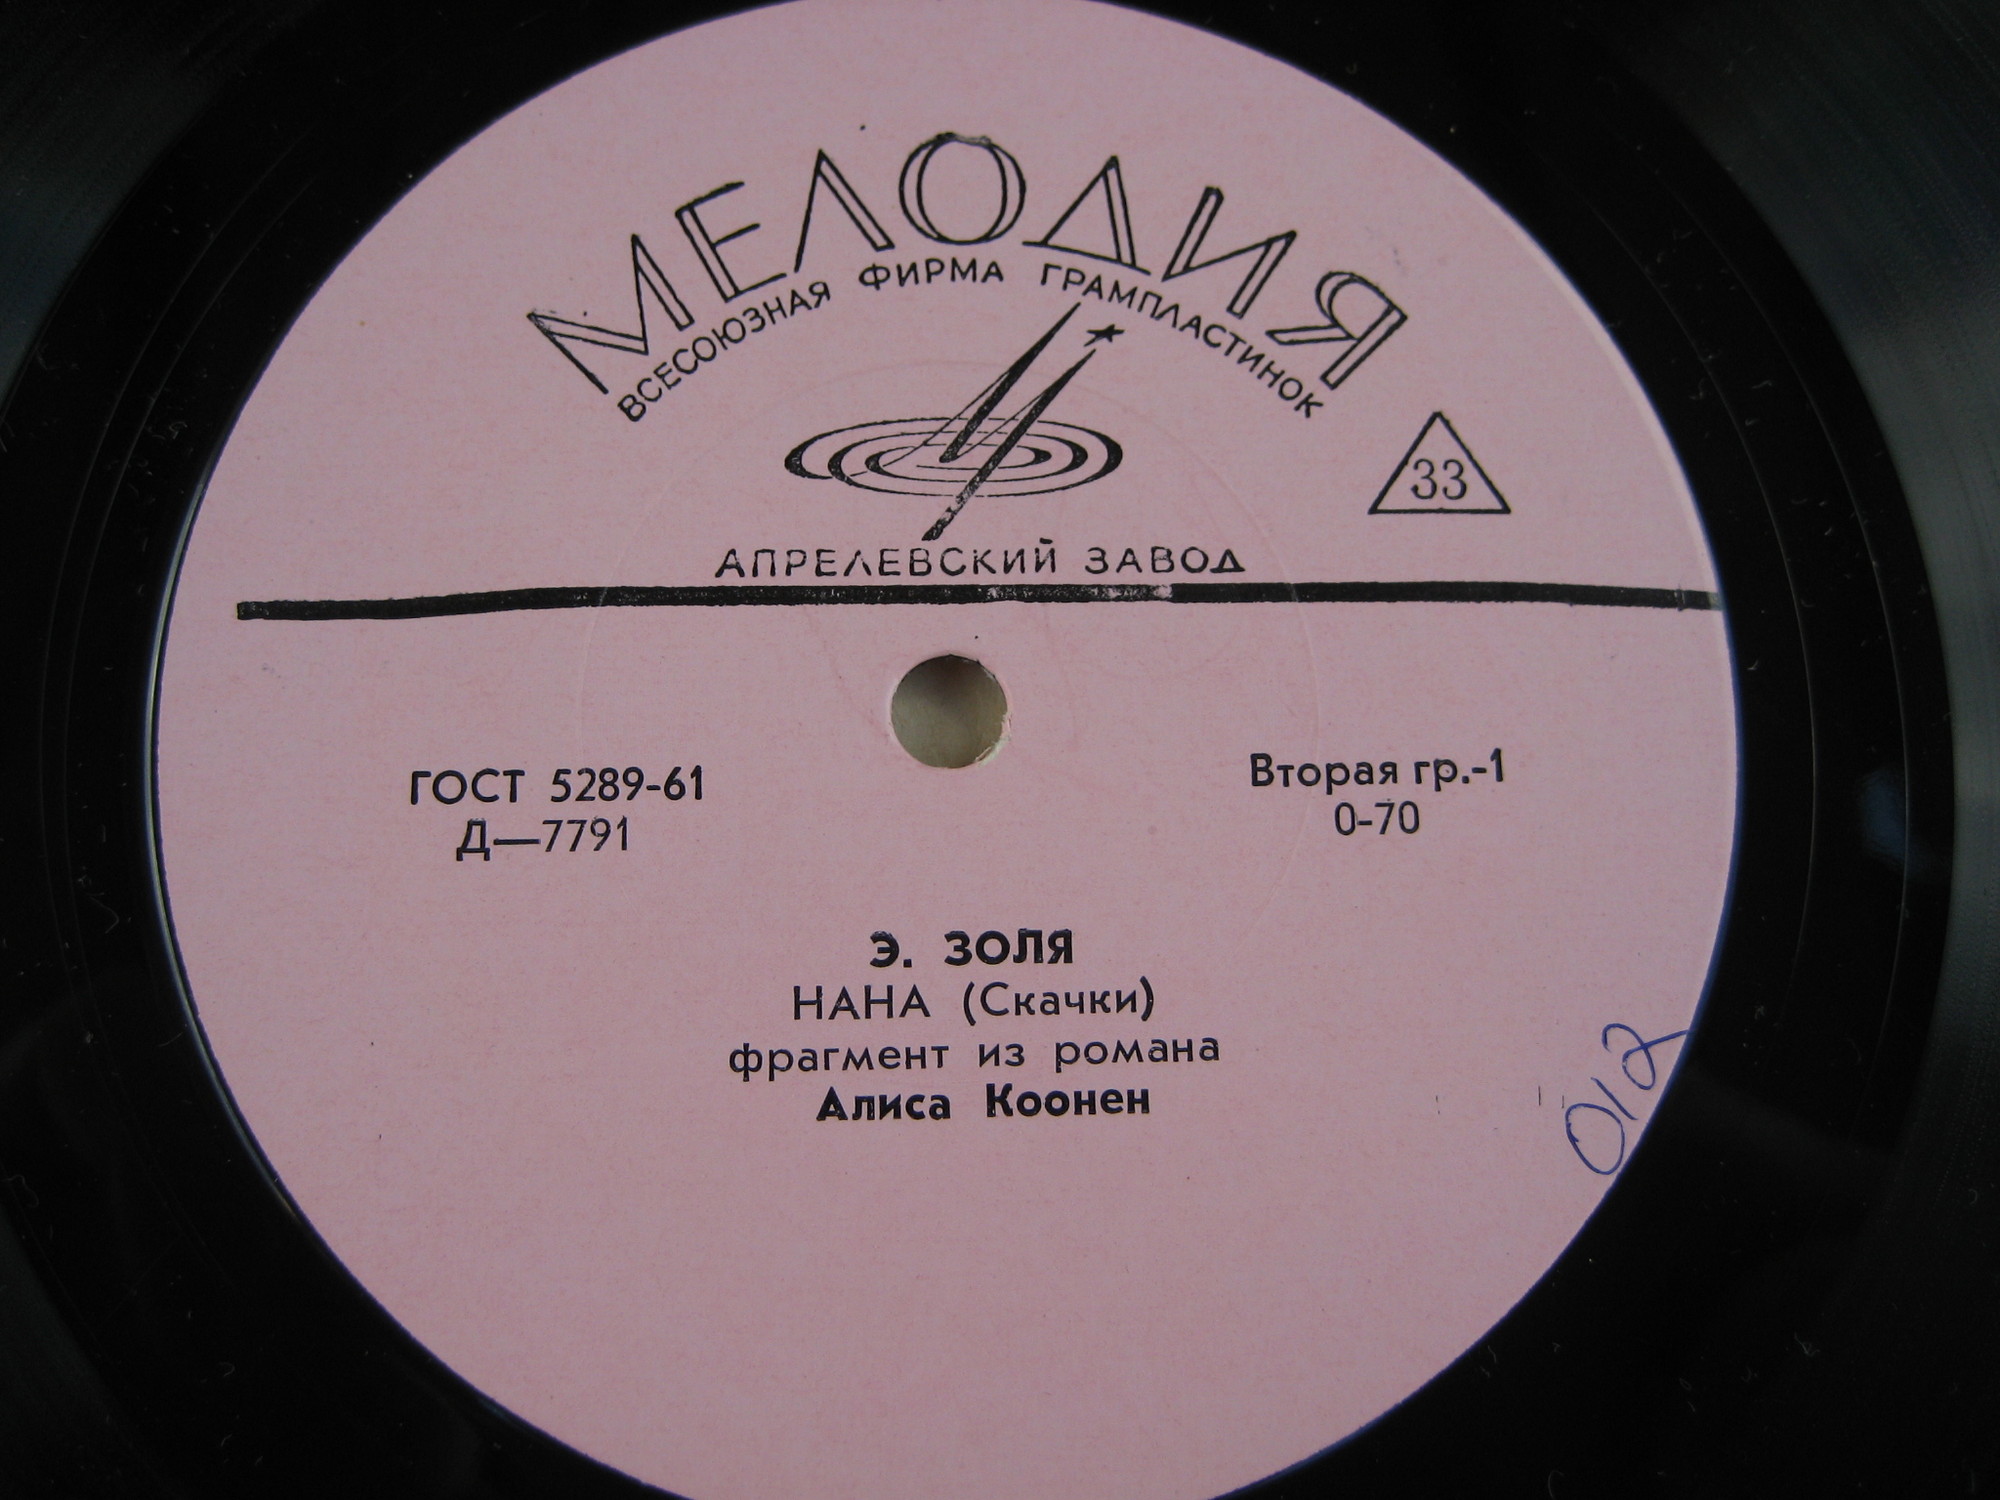 МЕЛОДИЯ
ВСЕСОЮЗНАЯ ФИРМА ГРАМПЛАСТИНОК
33
АПРЕЛЕВСКИЙ ЗАВОД
ГОСТ 5289-61
Д—7791
Вторая гр.-1
0-70
Э. ЗОЛЯ
НАНА (Скачки)
фрагмент из романа
Алиса Коонен
012